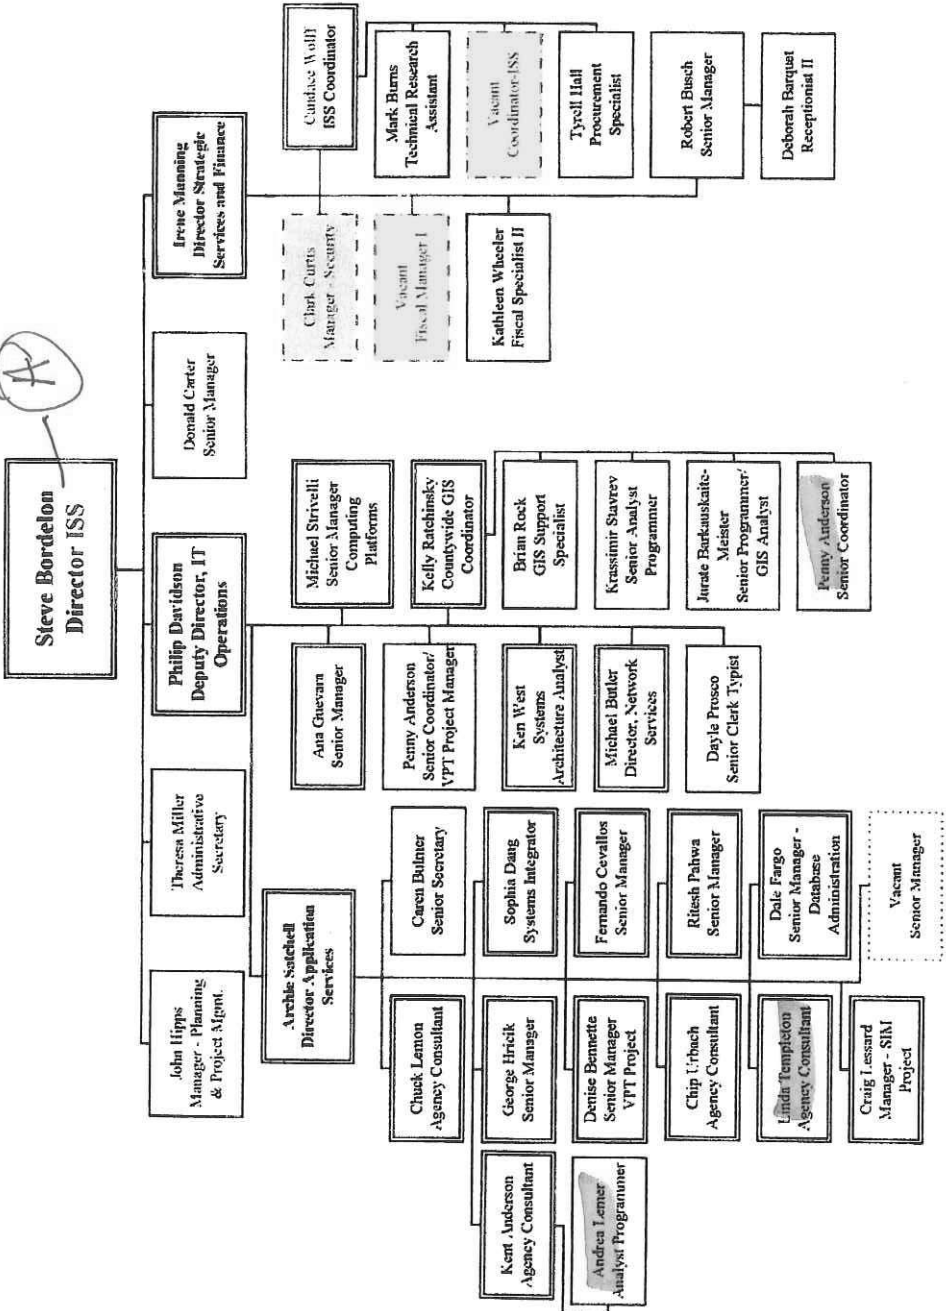 A
Steve Bordelon
Director ISS
John Hipps
Manager - Planning
& Project Mgmt.
Theresa Miller
Administrative
Secretary
Philip Davidson
Deputy Director, IT
Operations
Donald Carter
Senior Manager
Irene Manning
Director Strategic
Services and Finance
Archie Satchell
Director Application
Services
Chuck Lemon
Agency Consultant
Caren Bulmer
Senior Secretary
Kent Anderson
Agency Consultant
George Hricik
Senior Manager
Sophia Dang
Systems Integrator
Andrea Lemer
Analyst Programmer
Denise Bennette
Senior Manager
VPT Project
Fernando Cevallos
Senior Manager
Chip Urbach
Agency Consultant
Ritesh Pahwa
Senior Manager
Linda Templeton
Agency Consultant
Dale Fargo
Senior Manager -
Database
Administration
Craig Lessard
Manager - SIM
Project
Vacant
Senior Manager
Ana Guevara
Senior Manager
Michael Strivelli
Senior Manager
Computing
Platforms
Penny Anderson
Senior Coordinator/
VPT Project Manager
Kelly Ratchinsky
Countywide GIS
Coordinator
Ken West
Systems
Architecture Analyst
Brian Rock
GIS Support
Specialist
Michael Butler
Director, Network
Services
Krassimir Stavrev
Senior Analyst
Programmer
Dayle Prosco
Senior Clerk Typist
Jurate Barkauskaite-
Meister
Senior Programmer/
GIS Analyst
Penny Anderson
Senior Coordinator
Clark Curtis
Manager - Security
Candace Wolff
ISS Coordinator
Vacant
Fiscal Manager I
Mark Burns
Technical Research
Assistant
Kathleen Wheeler
Fiscal Specialist II
Vacant
Coordinator-ISS
Tyrell Hall
Procurement
Specialist
Robert Busch
Senior Manager
Deborah Barquet
Receptionist II